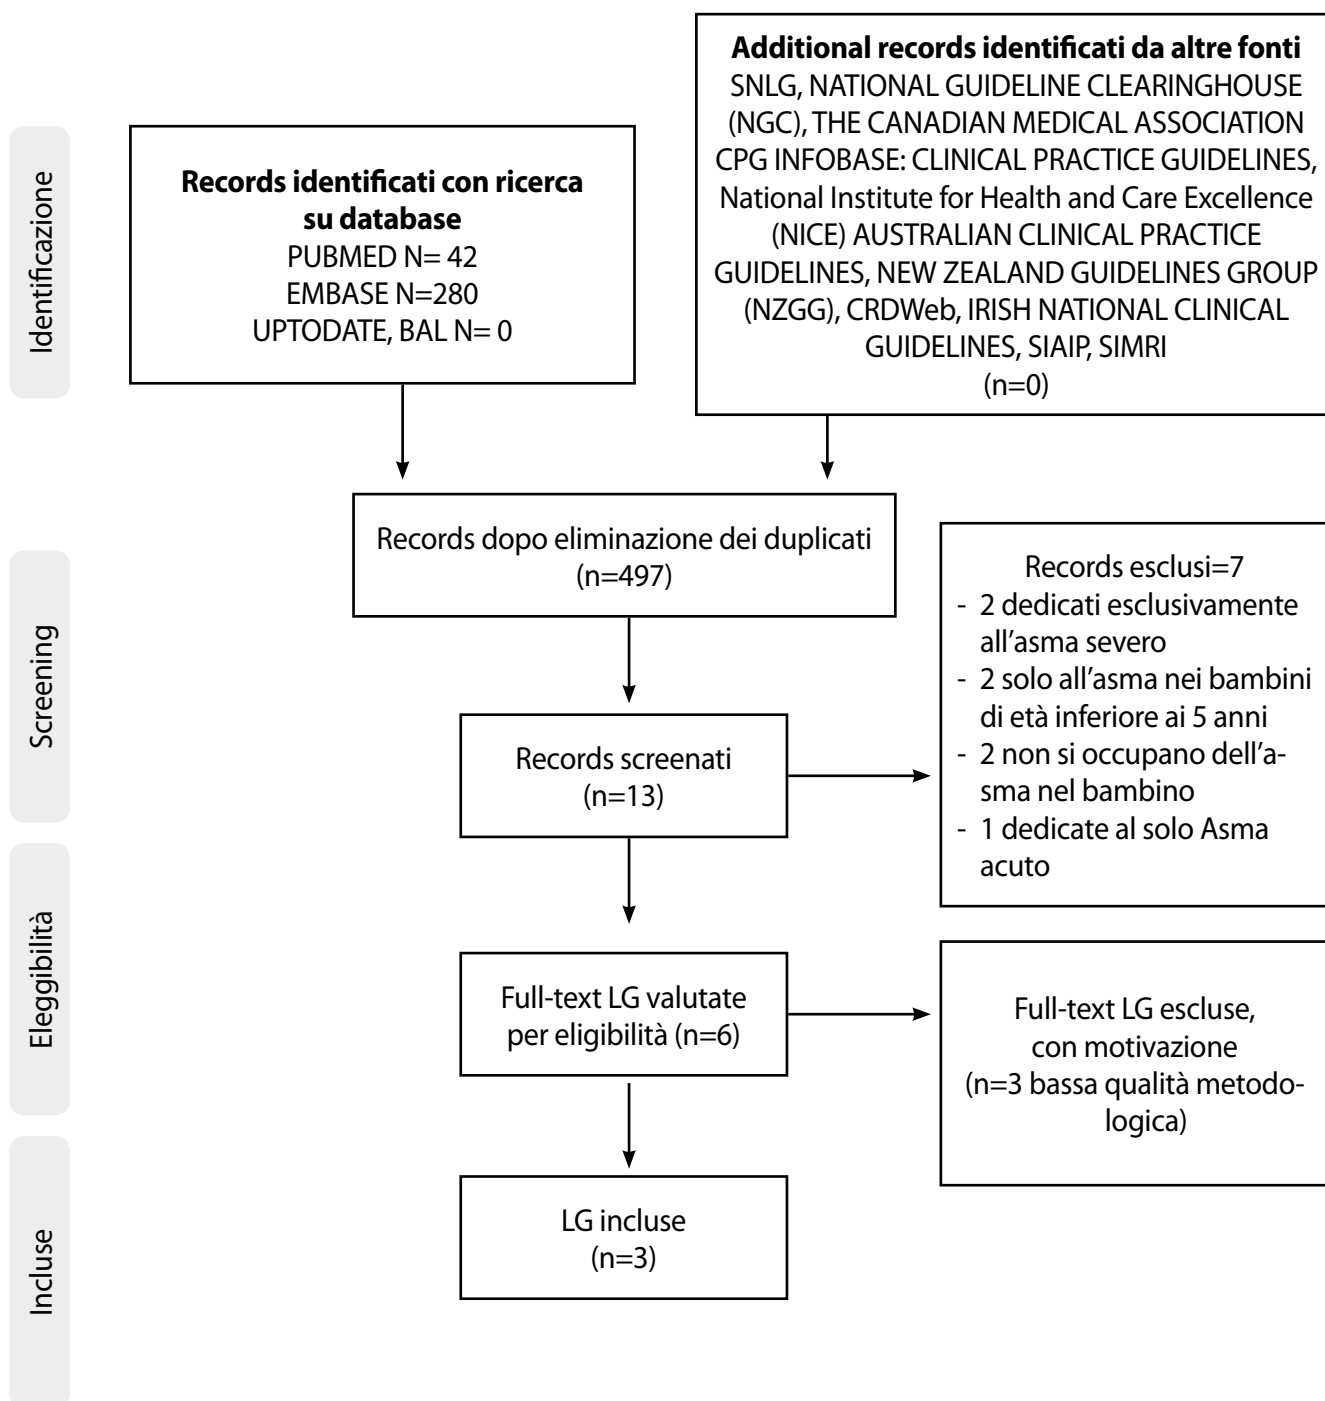 Identificazione
Records identificati con ricerca
su database
PUBMED N= 42
EMBASE N=280
UPTODATE, BAL N= 0
Additional records identificati da altre fonti
SNLG, NATIONAL GUIDELINE CLEARINGHOUSE
(NGC), THE CANADIAN MEDICAL ASSOCIATION
CPG INFOBASE: CLINICAL PRACTICE GUIDELINES,
National Institute for Health and Care Excellence
(NICE) AUSTRALIAN CLINICAL PRACTICE
GUIDELINES, NEW ZEALAND GUIDELINES GROUP
(NZGG), CRDWeb, IRISH NATIONAL CLINICAL
GUIDELINES, SIAIP, SIMRI
(n=0)
Records dopo eliminazione dei duplicati
(n=497)
Screening
Records screenati
(n=13)
Records esclusi=7
- 2 dedicati esclusivamente
all'asma severo
- 2 solo all'asma nei bambini
di età inferiore ai 5 anni
- 2 non si occupano dell'a-
sma nel bambino
- 1 dedicate al solo Asma
acuto
Eleggibilità
Full-text LG valutate
per eligibilità (n=6)
Full-text LG escluse,
con motivazione
(n=3 bassa qualità metodo-
logica)
Incluse
LG incluse
(n=3)